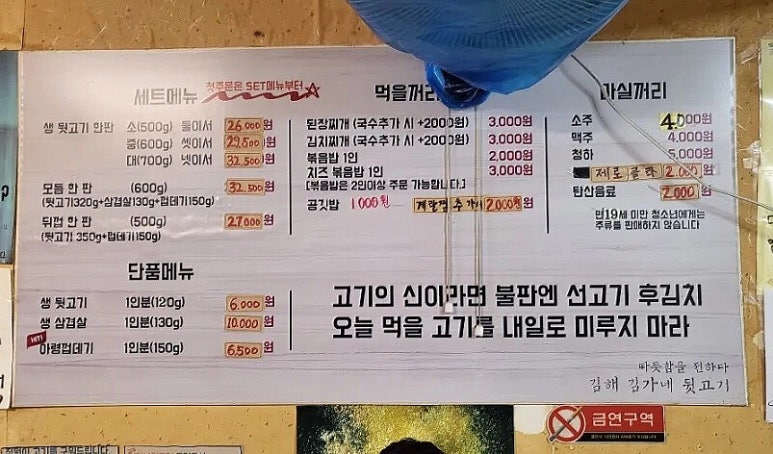 세트메뉴 첫주문은 SET메뉴부터
생 뒷고기 한판 소(500g) 둘이서 26.000원
중(600g) 셋이서 29.500원
대(700g) 넷이서 32.500원
모듬 한 판 (600g) 32.500원
(뒷고기320g+삼겹살130g+껍데기150g)
뒤껍 한 판 (500g) 27.000원
(뒷고기 350g+껍데기150g)
단품메뉴
생 뒷고기 1인분(120g) 6.000원
생 삼겹살 1인분(130g) 10.000원
HIT!
아령껍데기 1인분(150g) 6,500원
먹을꺼리
된장찌개 (국수추가 시 +2000원) 3,000원
김치찌개 (국수추가 시 +2000원) 3,000원
볶음밥 1인 2,000원
치즈 볶음밥 1인 3,000원
[볶음밥은 2인이상 주문 가능합니다.]
공깃밥 1000원 계란찜 추가시 2000원
마실꺼리
소주 4.000원
맥주 4,000원
청하 5,000원
제로콜라 2.000원
탄산음료 2.000원
만19세 미만 청소년에게는
주류를 판매하지 않습니다
고기의 신이라면 불판엔 선고기 후김치
오늘 먹을 고기를 내일로 미루지 마라
따뜻함을 전하다
김해 김가네 뒷고기
금연구역